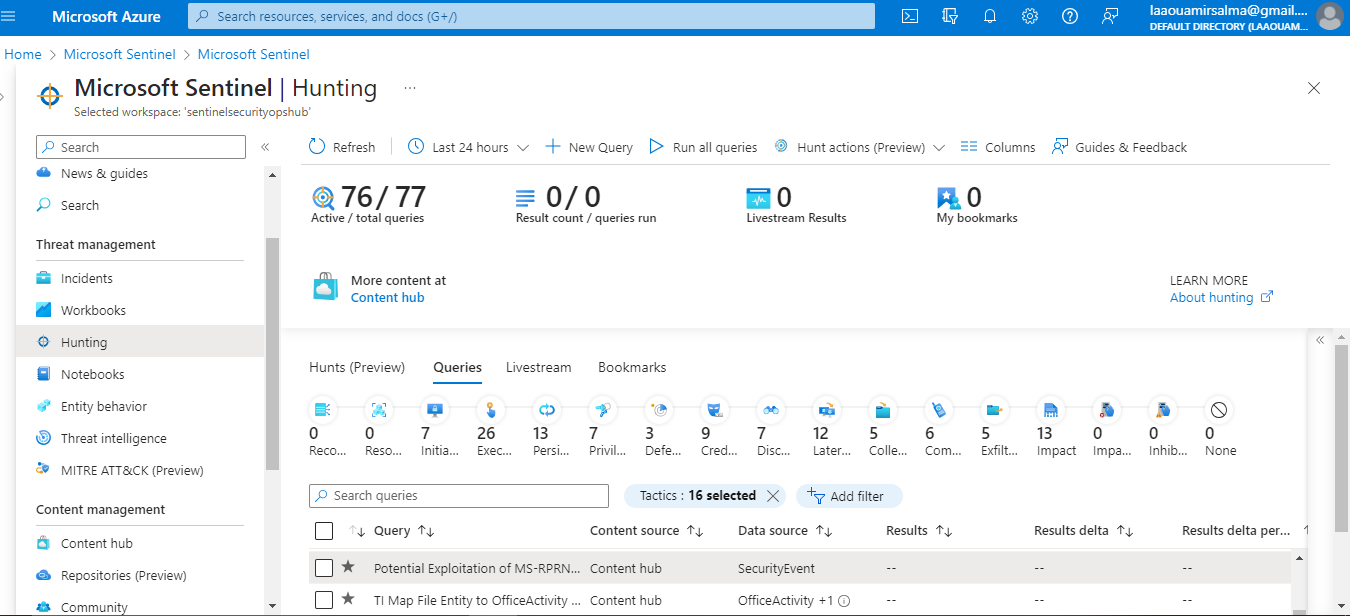 Microsoft Azure
Search resources, services, and docs (G+/)
laaouamirsalma@gmail....
DEFAULT DIRECTORY (LAAOUAM...
Home > Microsoft Sentinel > Microsoft Sentinel
Microsoft Sentinel | Hunting ...
Selected workspace: 'sentinelsecurityopshub'
Search
«
News & guides
Search
Threat management
Incidents
Workbooks
Hunting
Notebooks
Entity behavior
Threat intelligence
MITRE ATT&CK (Preview)
Content management
Content hub
Repositories (Preview)
Community
Refresh Last 24 hours New Query Run all queries Hunt actions (Preview) Columns Guides & Feedback
76 / 77
Active / total queries
0 / 0
Result count / queries run
0
Livestream Results
0
My bookmarks
More content at
Content hub
LEARN MORE
About hunting
«
Hunts (Preview) Queries Livestream Bookmarks
0 0 7 26 13 7 3 9 7 12 5 6 5 13 0 0 0
Reco... Reso... Initia... Exec... Persi... Privil... Defe... Cred... Disc... Later... Colle... Com... Exfilt... Impact Impa... Inhib... None
Search queries Tactics : 16 selected Add filter
Query Content source Data source Results Results delta Results delta per...
Potential Exploitation of MS-RPRN... Content hub SecurityEvent -- -- --
TI Map File Entity to OfficeActivity ... Content hub OfficeActivity +1 -- -- --